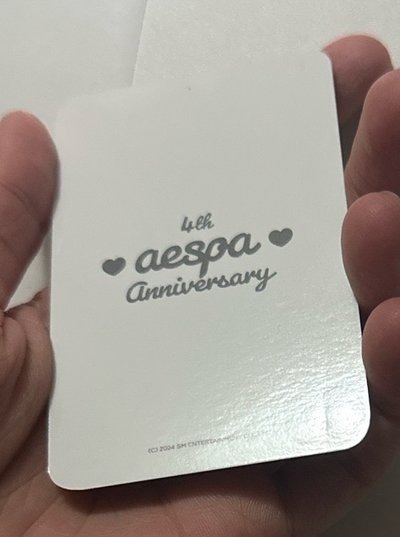 4th
♥ aespa ♥
Anniversary
(C) 2024 SM ENTERTAINMENT